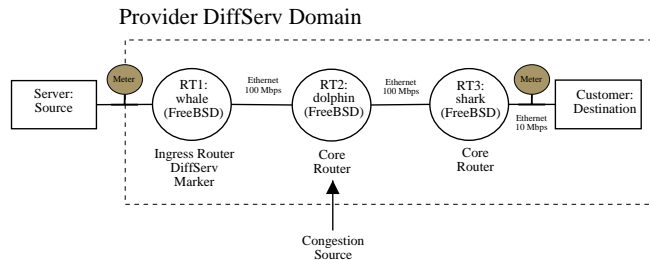 Provider DiffServ Domain
Meter
Meter
Server:
Source
RT1:
whale
(FreeBSD)
Ethernet
100 Mbps
RT2:
dolphin
(FreeBSD)
Ethernet
100 Mbps
RT3:
shark
(FreeBSD)
Ethernet
10 Mbps
Customer:
Destination
Ingress Router
DiffServ
Marker
Core
Router
Core
Router
Congestion
Source